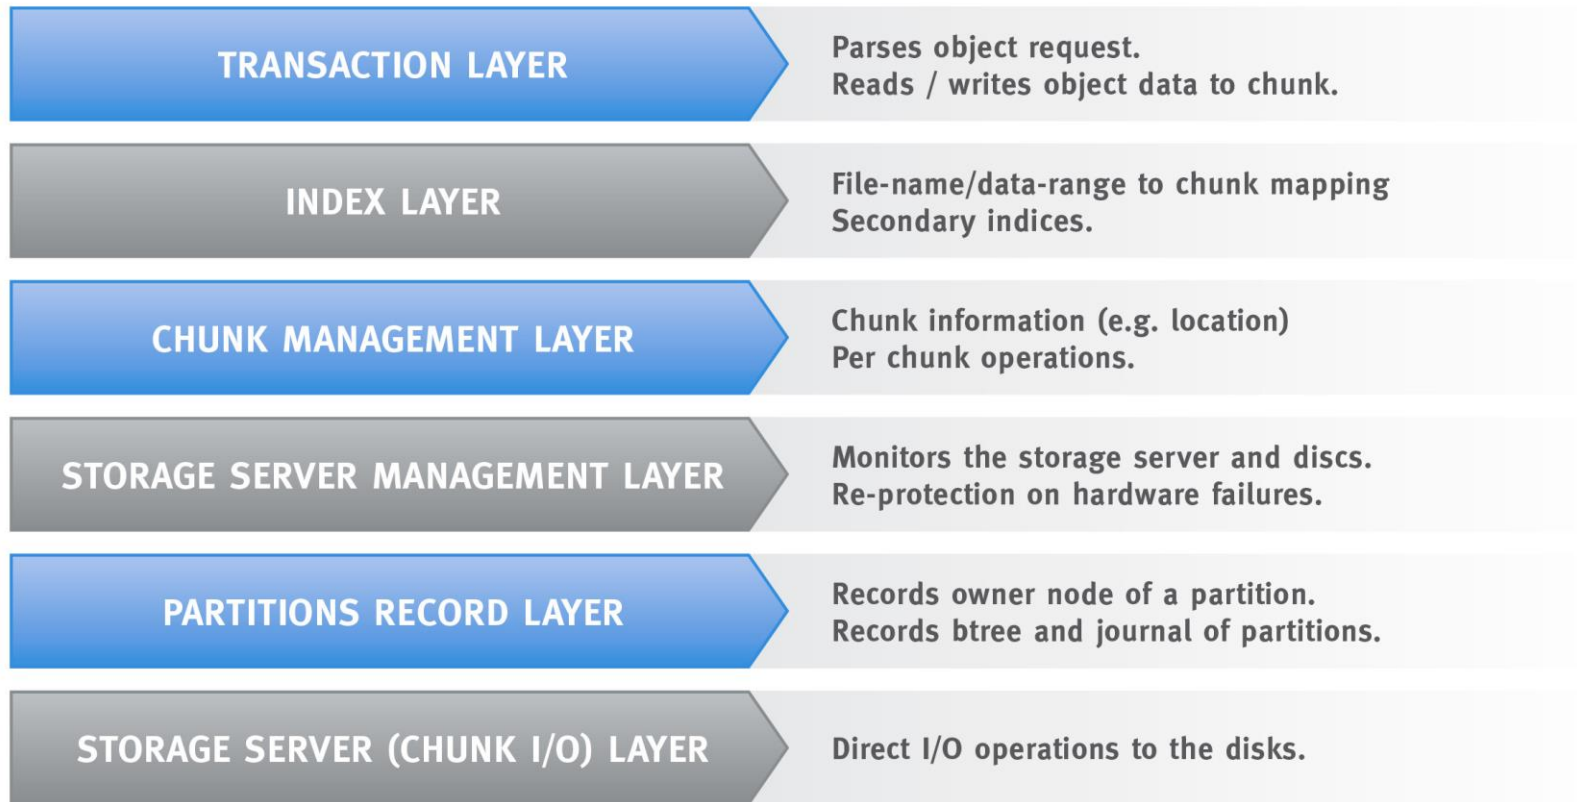 TRANSACTION LAYER
Parses object request.
Reads / writes object data to chunk.
INDEX LAYER
File-name/data-range to chunk mapping
Secondary indices.
CHUNK MANAGEMENT LAYER
Chunk information (e.g. location)
Per chunk operations.
STORAGE SERVER MANAGEMENT LAYER
Monitors the storage server and discs.
Re-protection on hardware failures.
PARTITIONS RECORD LAYER
Records owner node of a partition.
Records btree and journal of partitions.
STORAGE SERVER (CHUNK I/O) LAYER
Direct I/O operations to the disks.